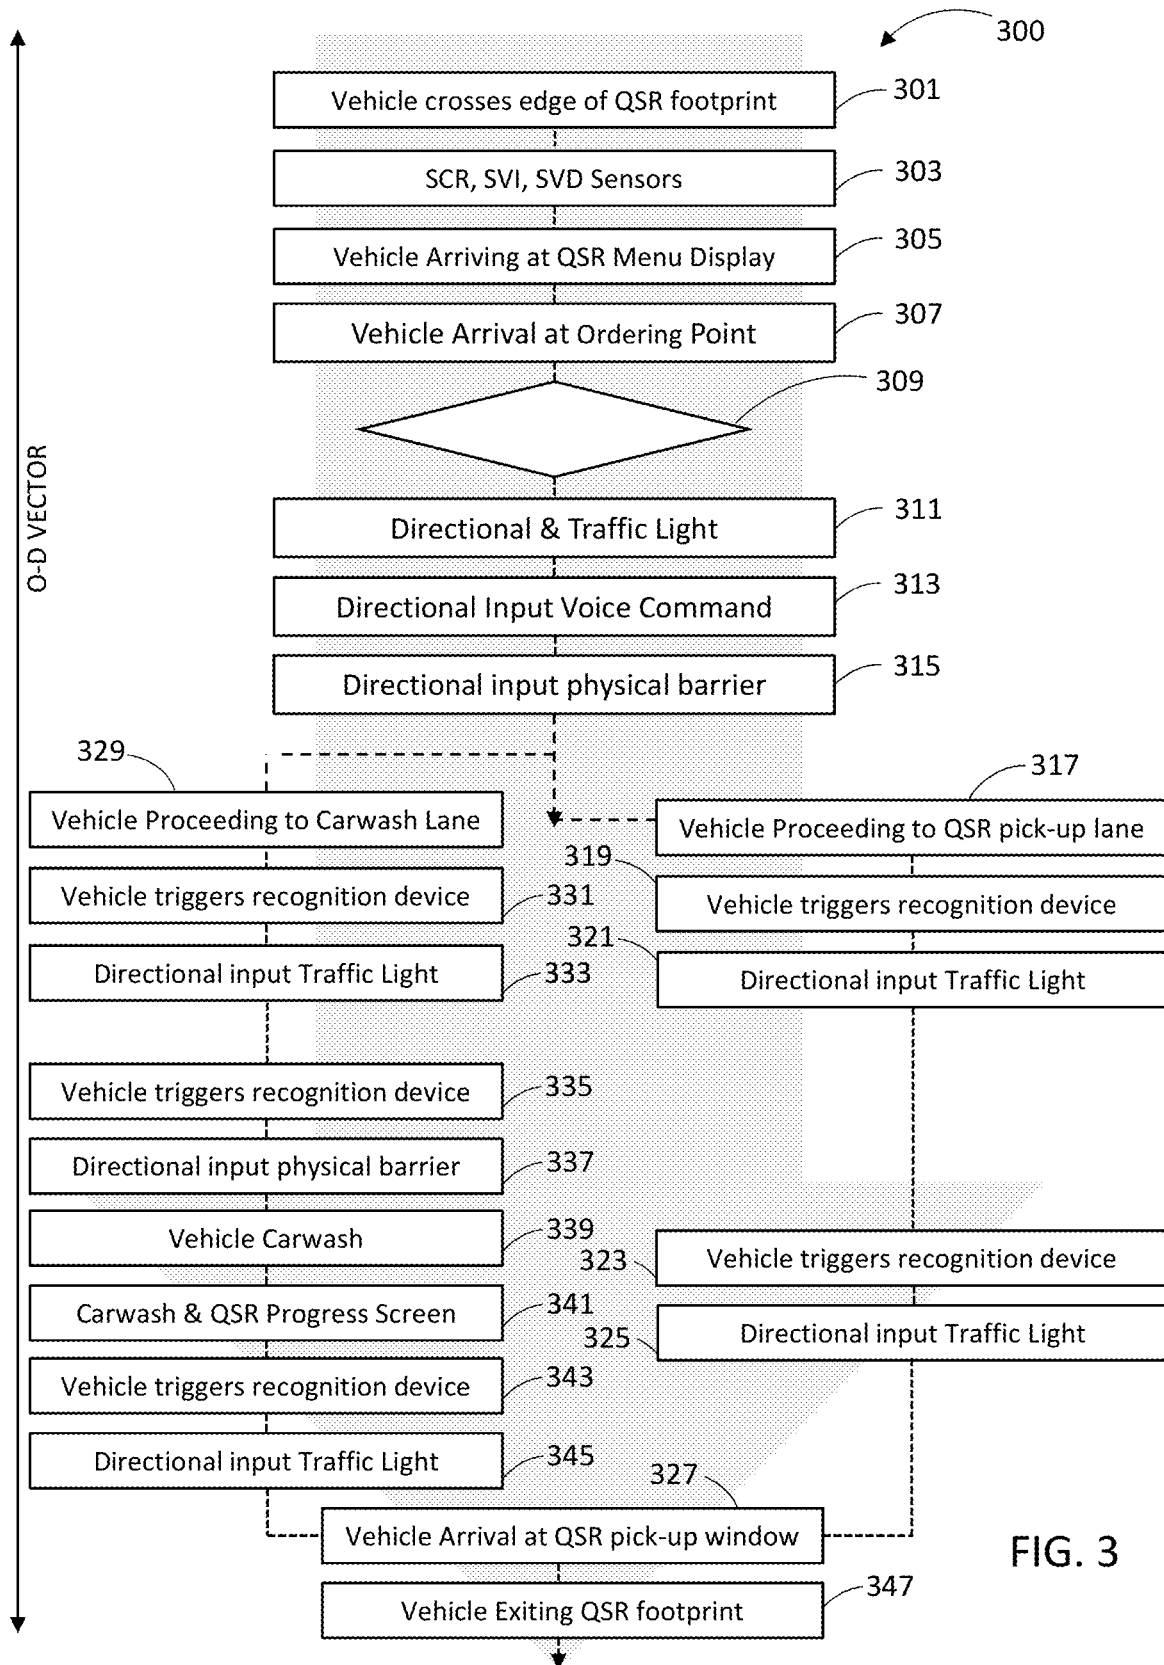 300
Vehicle crosses edge of QSR footprint
301
SCR, SVI, SVD Sensors
303
Vehicle Arriving at QSR Menu Display
305
Vehicle Arrival at Ordering Point
307
309
O-D VECTOR
Directional & Traffic Light
311
Directional Input Voice Command
313
Directional input physical barrier
315
329
Vehicle Proceeding to Carwash Lane
Vehicle triggers recognition device
331
Directional input Traffic Light
333
Vehicle triggers recognition device
335
Directional input physical barrier
337
Vehicle Carwash
339
Carwash & QSR Progress Screen
341
Vehicle triggers recognition device
343
Directional input Traffic Light
345
317
Vehicle Proceeding to QSR pick-up lane
319
Vehicle triggers recognition device
321
Directional input Traffic Light
Vehicle triggers recognition device
323
Directional input Traffic Light
325
327
Vehicle Arrival at QSR pick-up window
Vehicle Exiting QSR footprint
347
FIG. 3